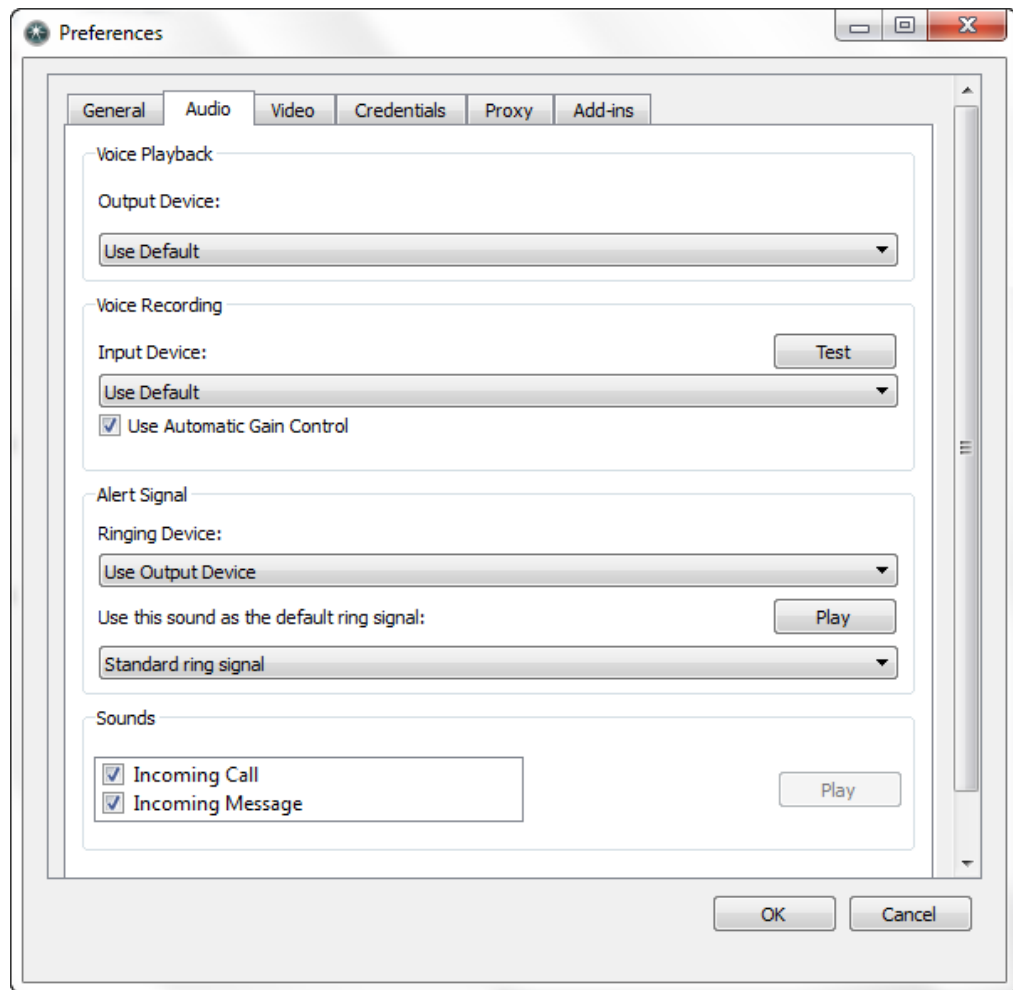 Preferences
General Audio Video Credentials Proxy Add-ins
Voice Playback
Output Device:
Use Default
Voice Recording
Input Device: Test
Use Default
Use Automatic Gain Control
Alert Signal
Ringing Device:
Use Output Device
Use this sound as the default ring signal: Play
Standard ring signal
Sounds
Incoming Call
Incoming Message
Play
OK Cancel